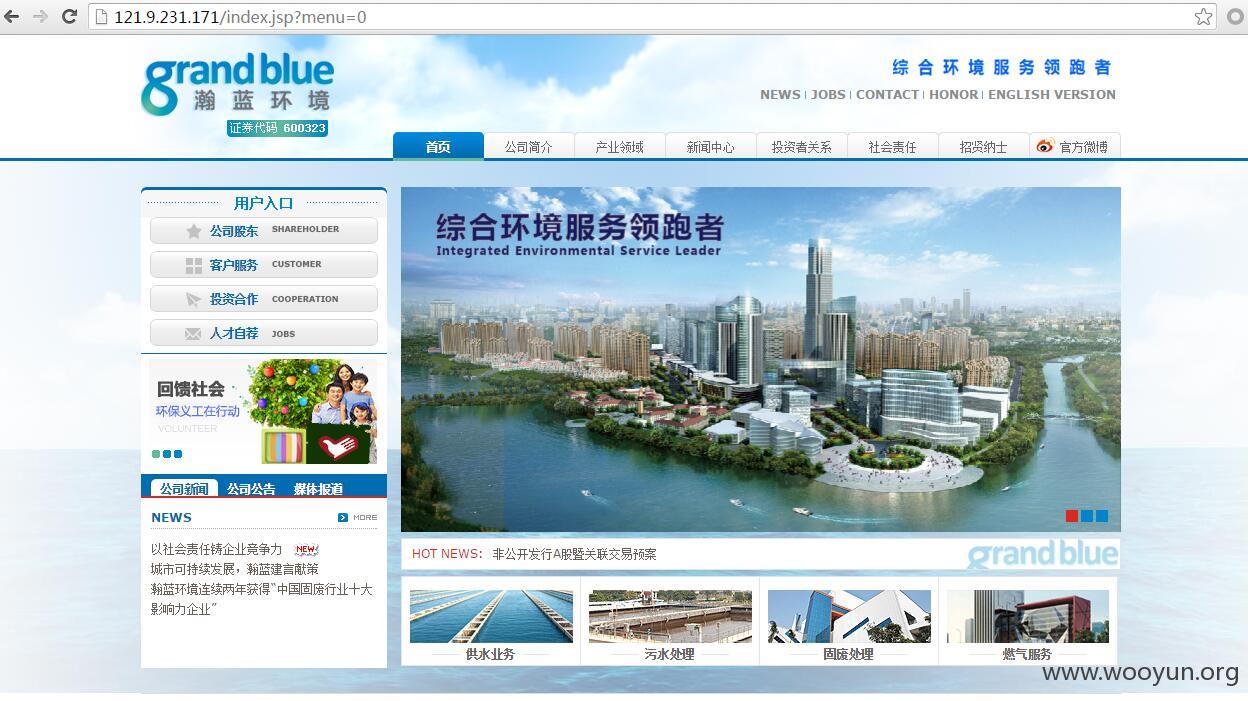 121.9.231.171/index.jsp?menu=0
grand blue
瀚蓝环境
证券代码 600323
综合环境服务领跑者
NEWS | JOBS | CONTACT | HONOR | ENGLISH VERSION
首页 公司简介 产业领域 新闻中心 投资者关系 社会责任 招贤纳士 官方微博
用户入口
公司股东 SHAREHOLDER
客户服务 CUSTOMER
投资合作 COOPERATION
人才自荐 JOBS
回馈社会
环保义工在行动
VOLUNTEER
公司新闻 公司公告 媒体报道
NEWS MORE
以社会责任铸企业竞争力 NEW
城市可持续发展，瀚蓝建言献策
瀚蓝环境连续两年获得“中国固废行业十大
影响力企业”
综合环境服务领跑者
Integrated Environmental Service Leader
HOT NEWS: 非公开发行A股暨关联交易预案
grand blue
供水业务 污水处理 固废处理 燃气服务
www.wooyun.org